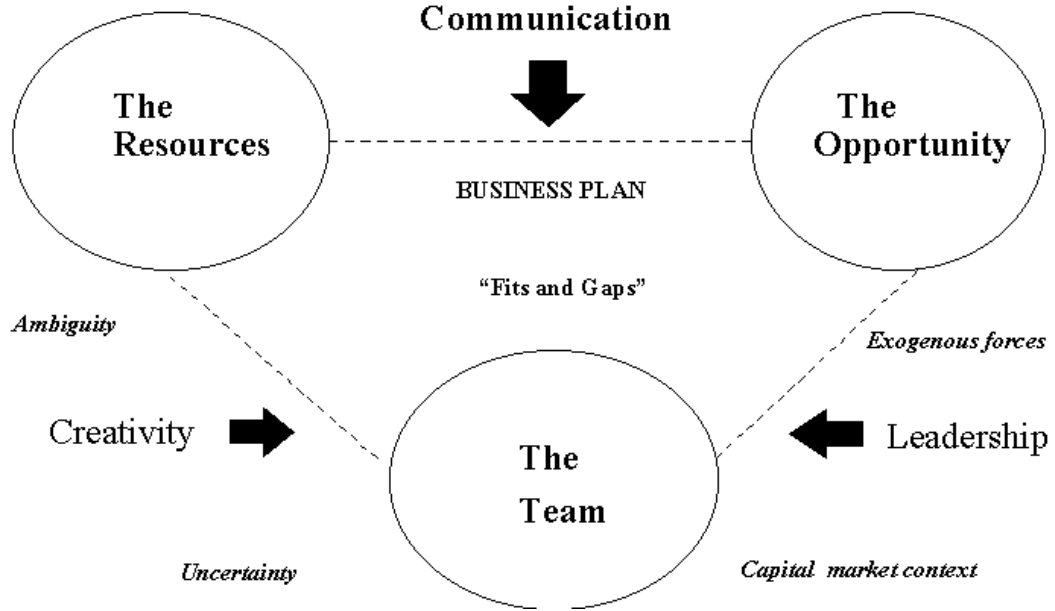 Communication
The
Resources
The
Opportunity
BUSINESS PLAN
“Fits and Gaps”
Ambiguity
Exogenous forces
Creativity
Leadership
The
Team
Uncertainty
Capital market context